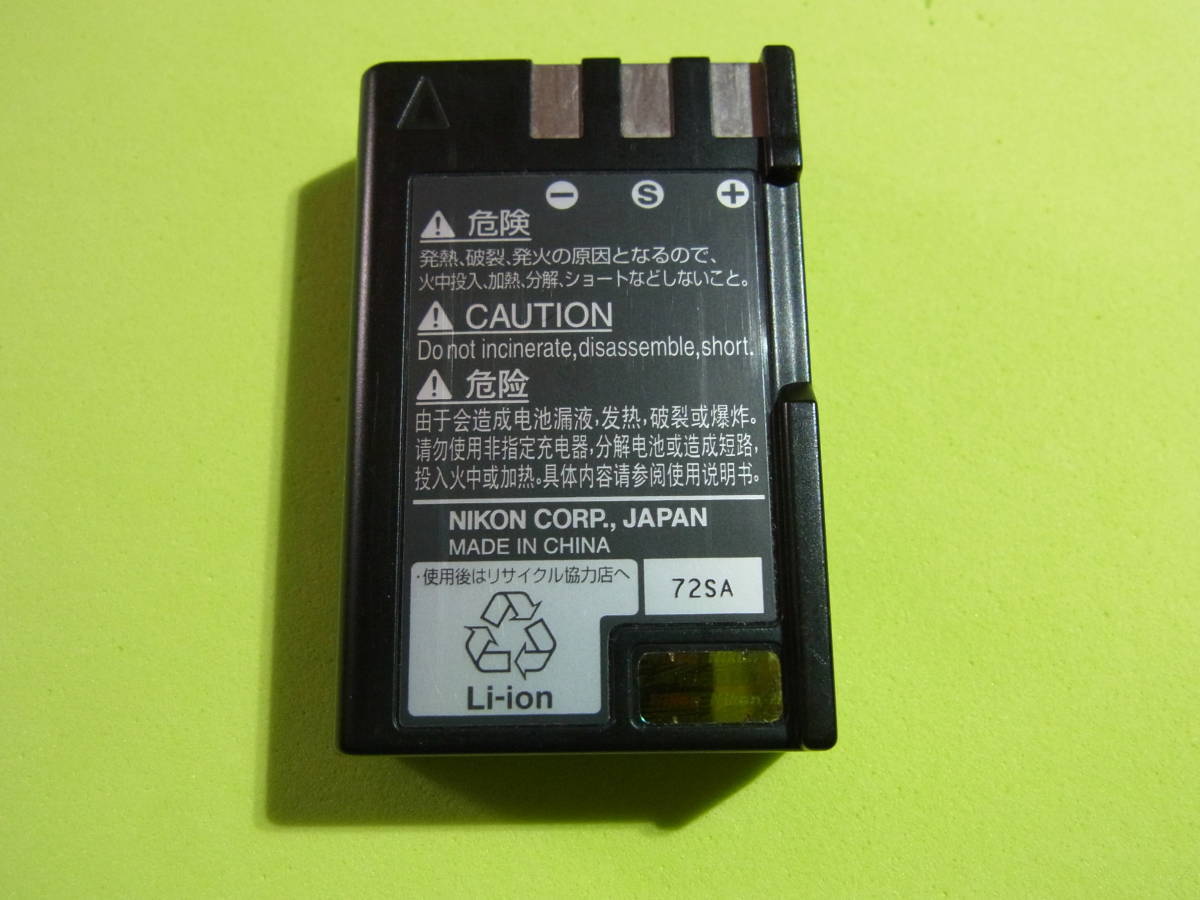 − S +
危険
発熱、破裂、発火の原因となるので、
火中投入、加熱、分解、ショートなどしないこと。
CAUTION
Do not incinerate,disassemble,short.
危险
由于会造成电池漏液,发热,破裂或爆炸。
请勿使用非指定充电器,分解电池或造成短路,
投入火中或加热。具体内容请参阅使用说明书。
NIKON CORP., JAPAN
MADE IN CHINA
・使用後はリサイクル協力店へ
72SA
Li-ion